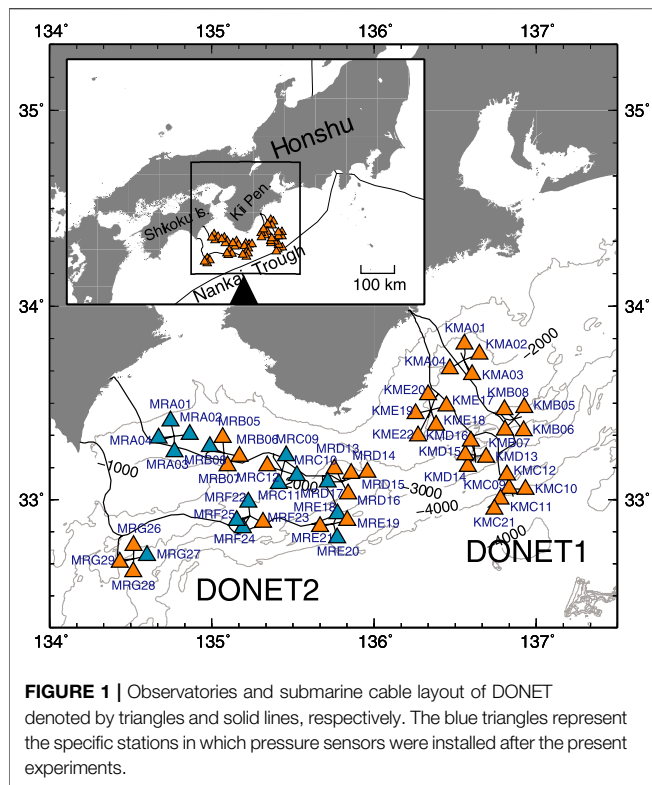 134° 135° 136° 137°
35°
34°
33°
Honshu
Shkoku Is.
Kii Pen.
Nankai Trough
100 km
KMA01
KMA02
KMA04
KMA03
−2000
KME20
KMB08
KMB05
KME19
KME17
KME18
KMB06
KME22
KMD16
KMB07
KMD15
KMD13
KMD14
KMC12
KMC09
KMC10
KMC11
KMC21
−4000
DONET1
MRA01
MRA02
MRB05
MRA04
MRA03
MRB08
MRB06
MRC09
MRB07
MRC12
MRC10
MRD13
MRD14
MRC11
MRD17
MRD15
MRD16
−1000
−2000
−3000
−4000
MRF22
MRF25
MRF23
MRF24
MRE18
MRE19
MRE21
MRE20
MRG26
MRG27
MRG29
MRG28
DONET2
134° 135° 136° 137°
35°
34°
33°
FIGURE 1 | Observatories and submarine cable layout of DONET
denoted by triangles and solid lines, respectively. The blue triangles represent
the specific stations in which pressure sensors were installed after the present
experiments.